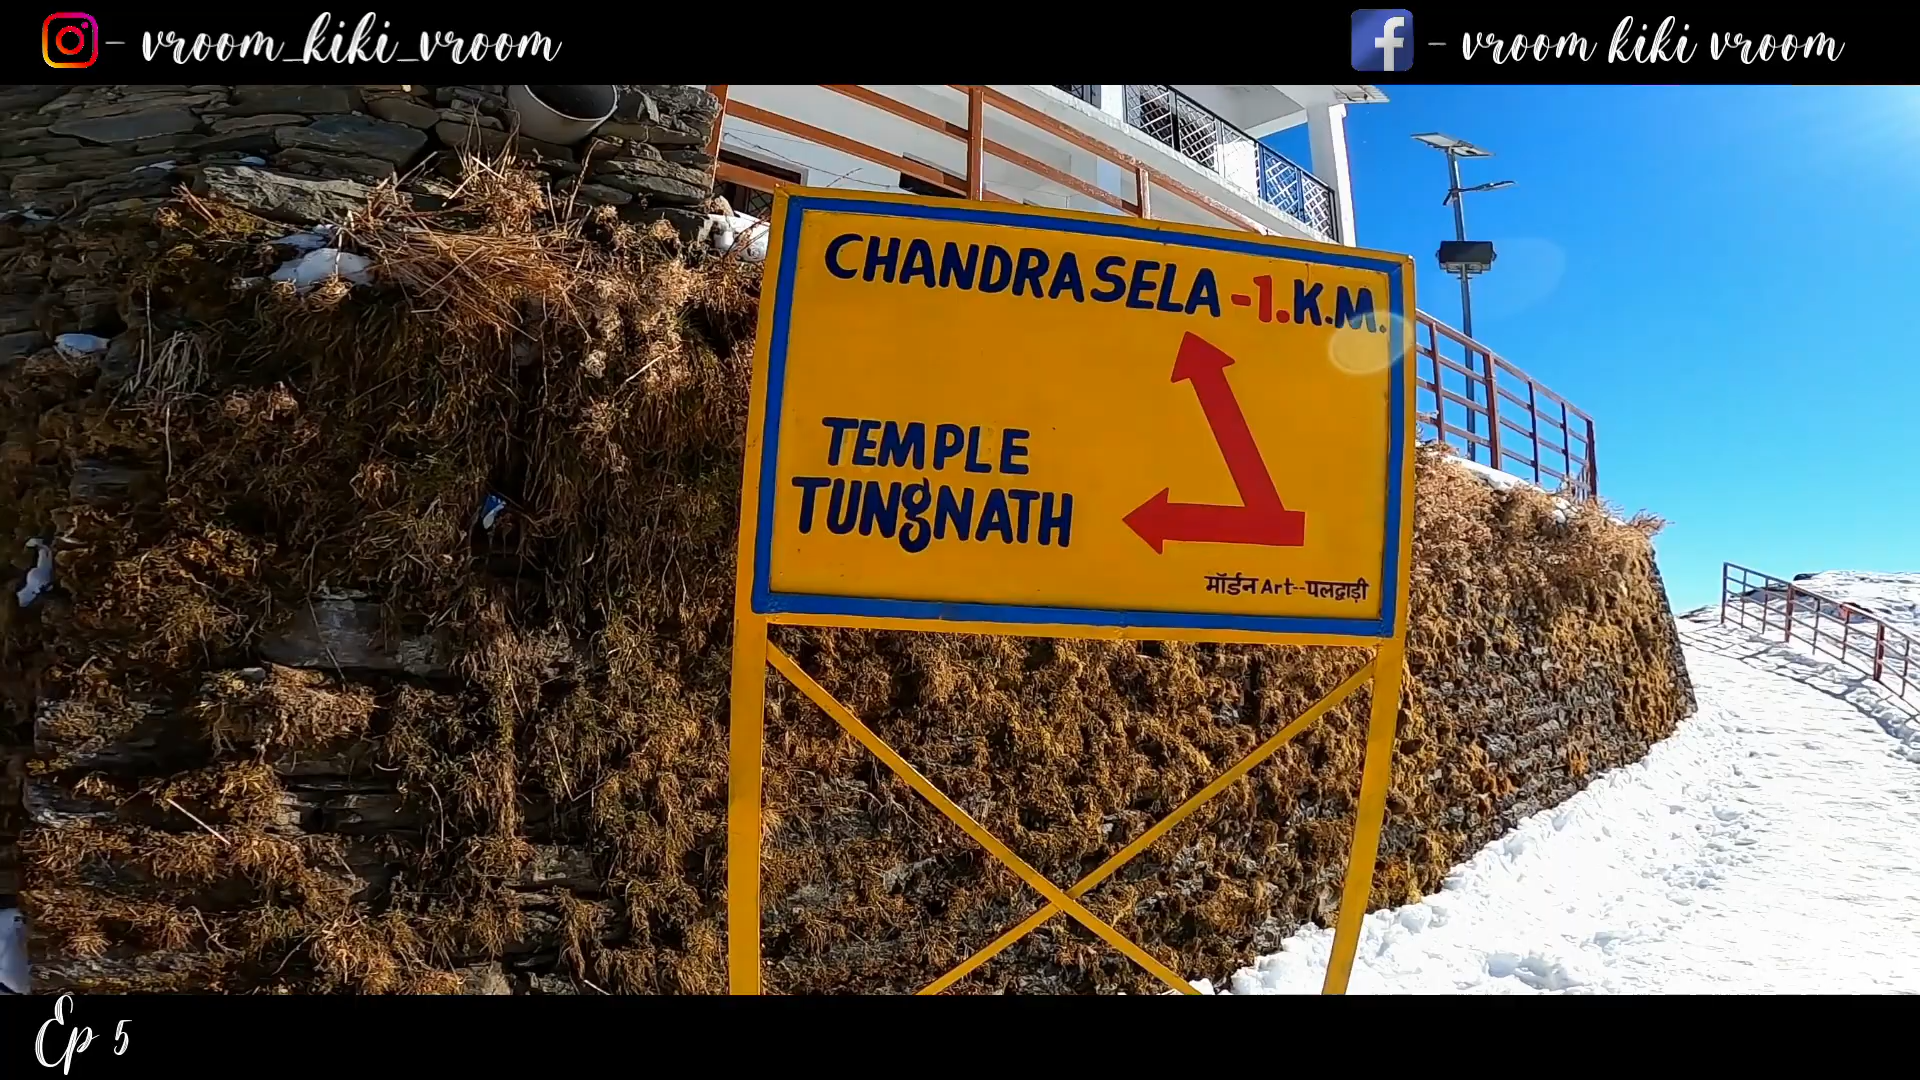 - vroom_kiki_vroom
- vroom kiki vroom
CHANDRASELA -1.K.M.
TEMPLE
TUNgNATH
मॉर्डन Art--पलद्वाड़ी
Ep 5